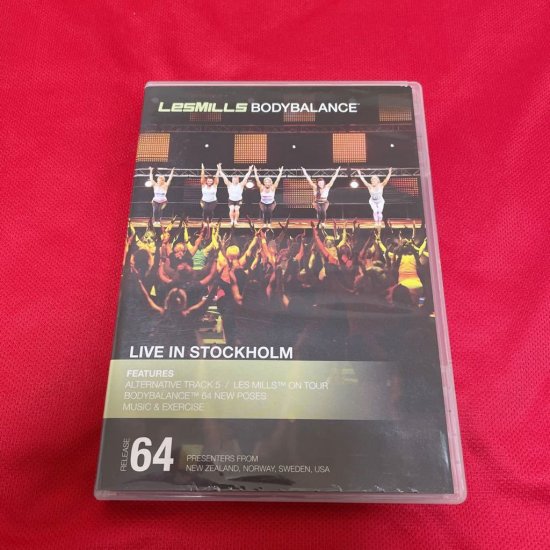 LESMILLS BODYBALANCE™
LIVE IN STOCKHOLM
FEATURES
ALTERNATIVE TRACK 5 / LES MILLS™ ON TOUR
BODYBALANCE™ 64 NEW POSES
MUSIC & EXERCISE
RELEASE
64
PRESENTERS FROM
NEW ZEALAND, NORWAY, SWEDEN, USA